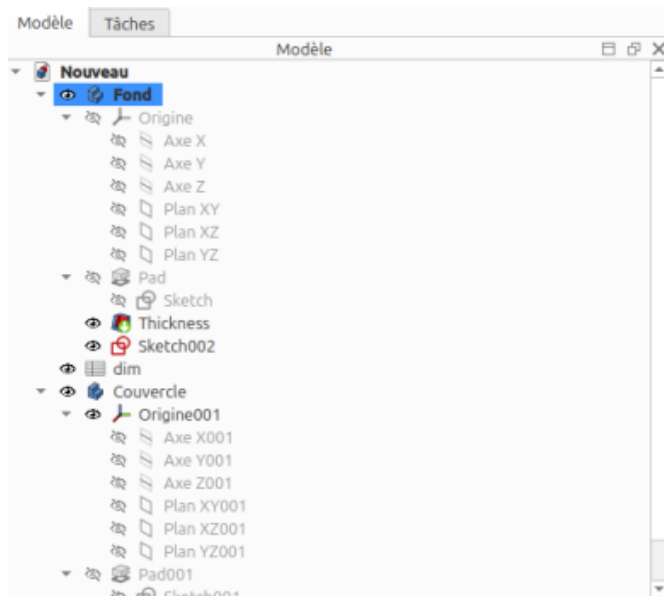 Modèle Tâches
Modèle
Nouveau
Fond
Origine
Axe X
Axe Y
Axe Z
Plan XY
Plan XZ
Plan YZ
Pad
Sketch
Thickness
Sketch002
dim
Couvercle
Origine001
Axe X001
Axe Y001
Axe Z001
Plan XY001
Plan XZ001
Plan YZ001
Pad001
Sketch001